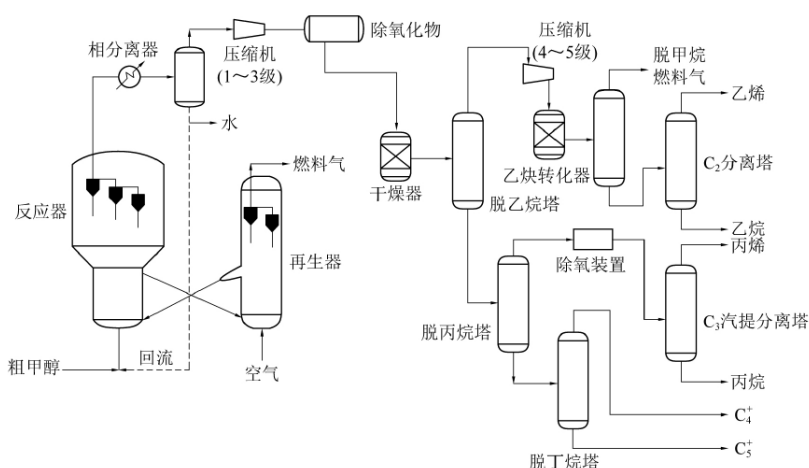 相分离器
压缩机
(1～3级)
除氧化物
水
反应器
燃料气
再生器
粗甲醇
回流
空气
干燥器
压缩机
(4～5级)
脱甲烷
燃料气
乙烯
乙炔转化器
C₂分离塔
脱乙烷塔
乙烷
丙烯
除氧装置
脱丙烷塔
C₃汽提分离塔
丙烷
C₄⁺
C₅⁺
脱丁烷塔